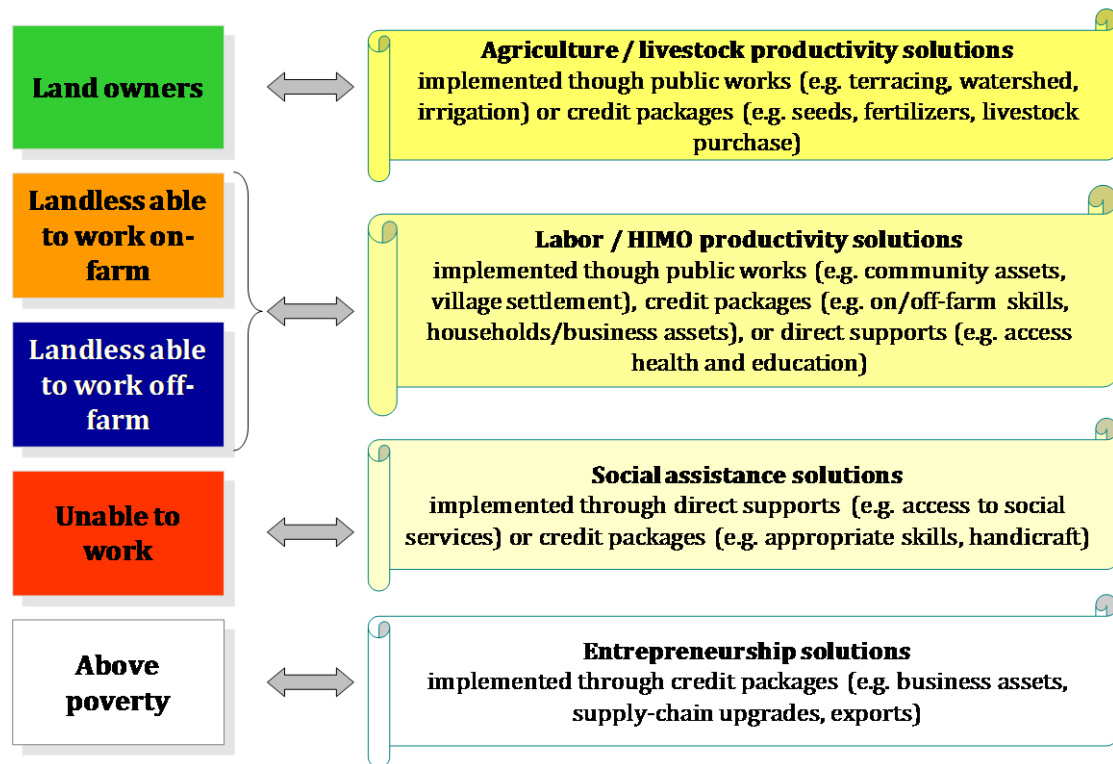 Land owners
Agriculture / livestock productivity solutions
implemented though public works (e.g. terracing, watershed,
irrigation) or credit packages (e.g. seeds, fertilizers, livestock
purchase)
Landless able
to work on-
farm
Landless able
to work off-
farm
Labor / HIMO productivity solutions
implemented though public works (e.g. community assets,
village settlement), credit packages (e.g. on/off-farm skills,
households/business assets), or direct supports (e.g. access
health and education)
Unable to
work
Social assistance solutions
implemented through direct supports (e.g. access to social
services) or credit packages (e.g. appropriate skills, handicraft)
Above
poverty
Entrepreneurship solutions
implemented through credit packages (e.g. business assets,
supply-chain upgrades, exports)